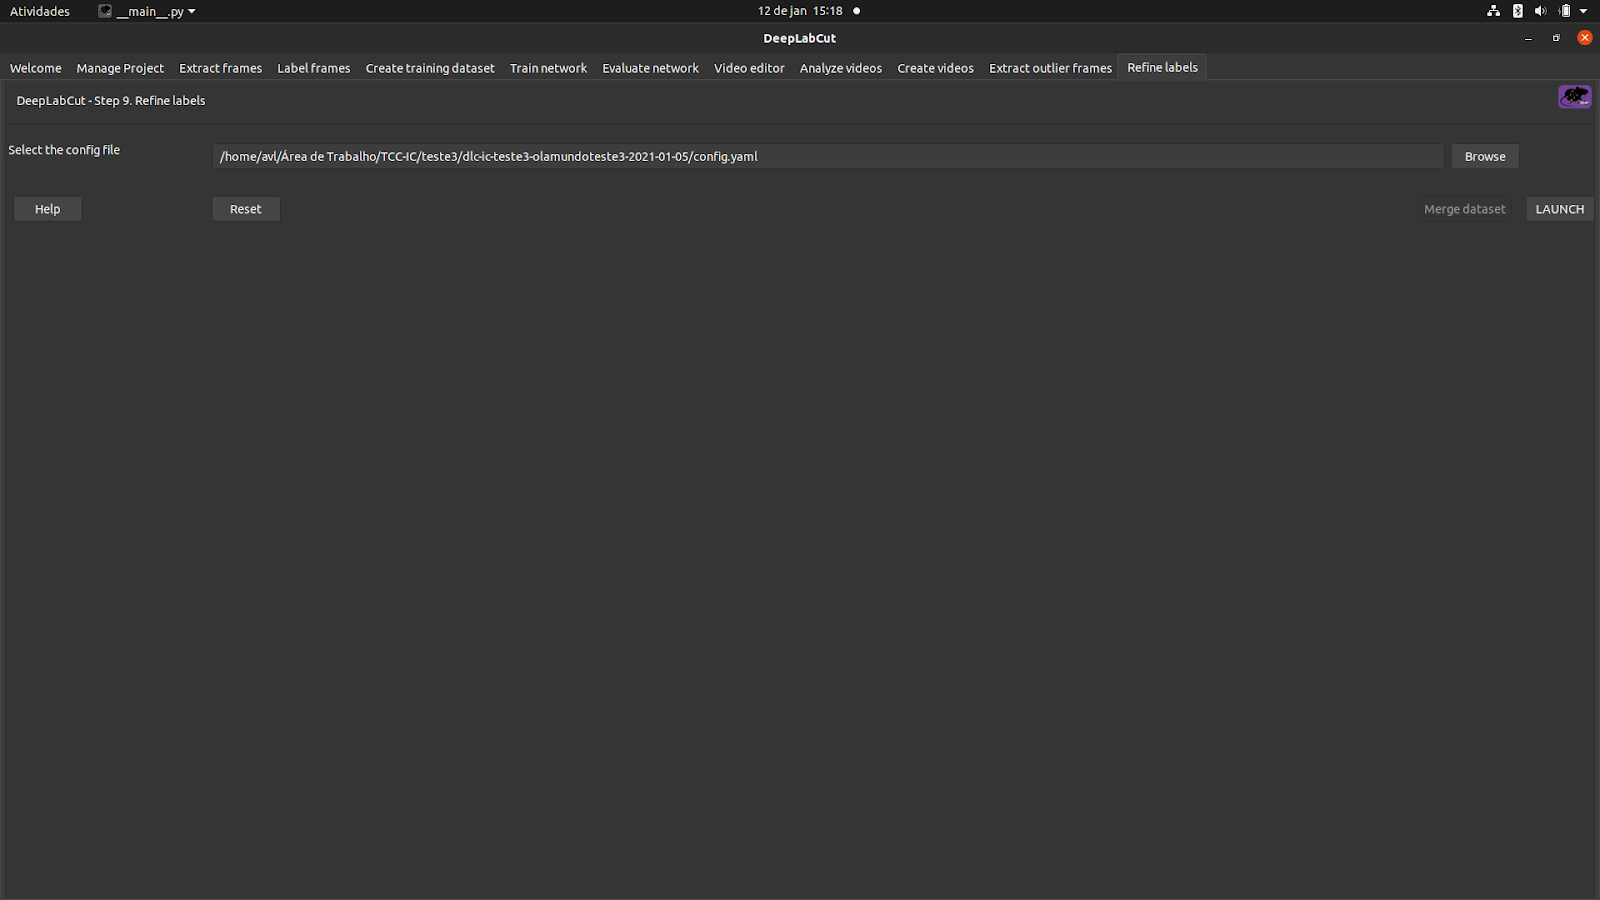 Atividades __main__.py 12 de jan 15:18
DeepLabCut
Welcome Manage Project Extract frames Label frames Create training dataset Train network Evaluate network Video editor Analyze videos Create videos Extract outlier frames Refine labels
DeepLabCut - Step 9. Refine labels
Select the config file /home/avl/Área de Trabalho/TCC-IC/teste3/dlc-ic-teste3-olamundoteste3-2021-01-05/config.yaml Browse
Help Reset Merge dataset LAUNCH